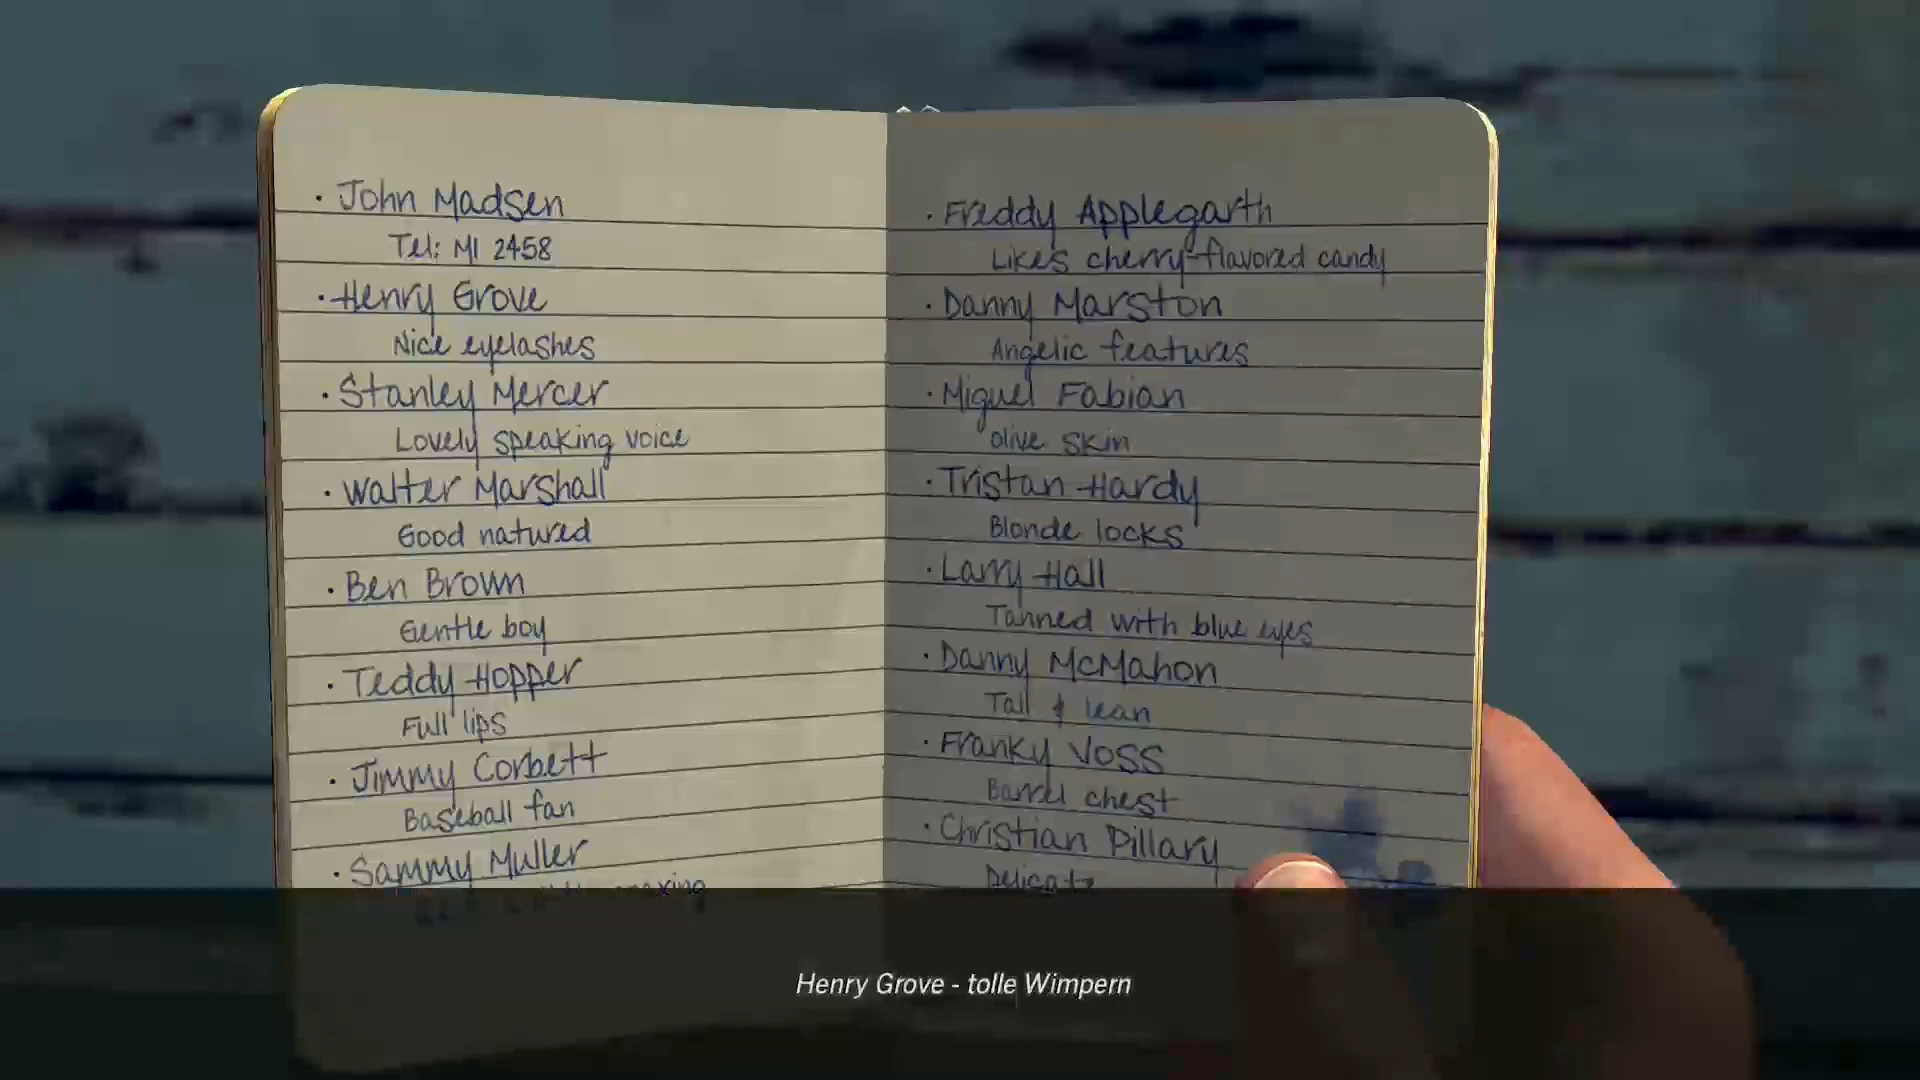 · John Madsen
Tel: MI 2458
· Henry Grove
Nice eyelashes
· Stanley Mercer
Lovely speaking voice
· Walter Marshall
Good natured
· Ben Brown
Gentle boy
· Teddy Hopper
Full lips
· Jimmy Corbett
Baseball fan
· Sammy Muller
· Freddy Applegarth
Likes cherry-flavored candy
· Danny Marston
Angelic features
· Miguel Fabian
olive skin
· Tristan Hardy
Blonde locks
· Larry Hall
Tanned with blue eyes
· Danny McMahon
Tall & lean
· Franky Voss
Barrel chest
· Christian Pillary
Delicate
Henry Grove - tolle Wimpern